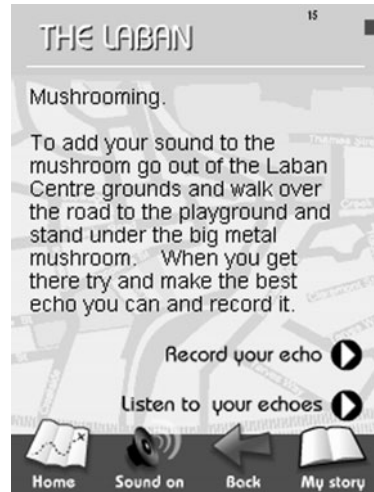 15
THE LABAN
Mushrooming.
To add your sound to the
mushroom go out of the Laban
Centre grounds and walk over
the road to the playground and
stand under the big metal
mushroom. When you get
there try and make the best
echo you can and record it.
Record your echo
Listen to your echoes
Home Sound on Back My story